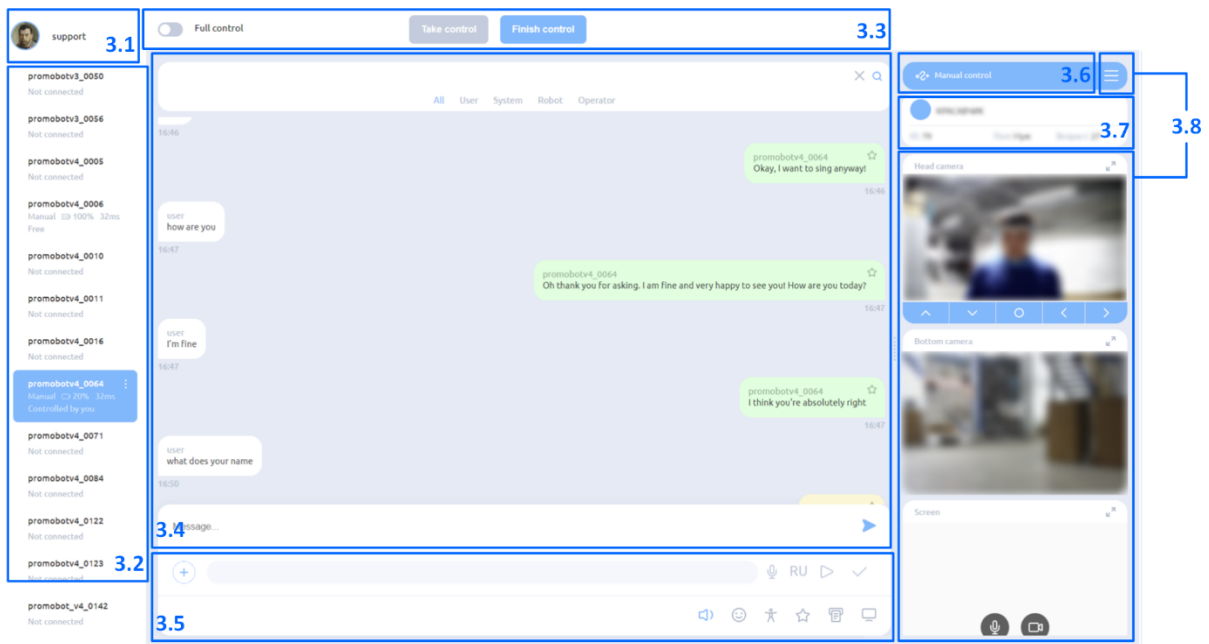 support
3.1
Full control
Take control
Finish control
3.3
promobotv3_0050
Not connected
promobotv3_0056
Not connected
promobotv4_0005
Not connected
promobotv4_0006
Manual 100% 32ms
Free
promobotv4_0010
Not connected
promobotv4_0011
Not connected
promobotv4_0016
Not connected
promobotv4_0064
Manual 20% 32ms
Controlled by you
promobotv4_0071
Not connected
promobotv4_0084
Not connected
promobotv4_0122
Not connected
promobotv4_0123
3.2
Not connected
promobot_v4_0142
Not connected
All User System Robot Operator
16:46
promobotv4_0064
Okay, I want to sing anyway!
16:46
user
how are you
16:47
promobotv4_0064
Oh thank you for asking. I am fine and very happy to see you! How are you today?
16:47
user
I'm fine
16:47
promobotv4_0064
I think you're absolutely right
16:47
user
what does your name
16:50
3.4
Message...
RU
3.5
Manual control
3.6
3.7
3.8
Head camera
Bottom camera
Screen